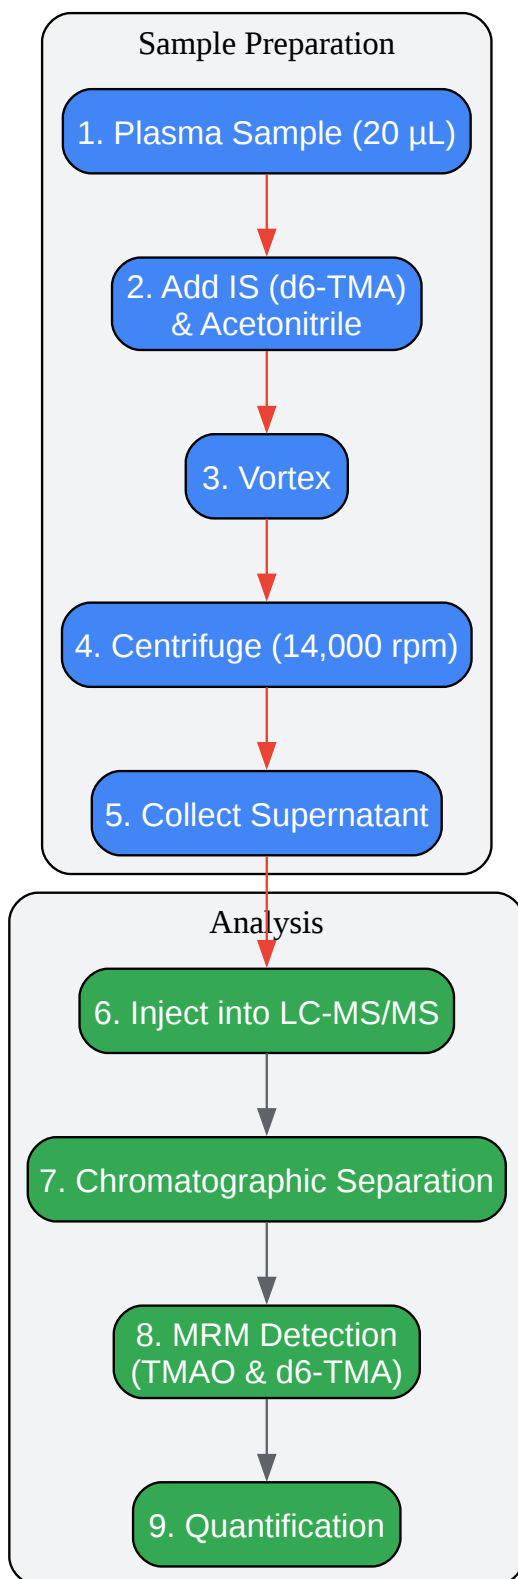 Sample Preparation
1. Plasma Sample (20 µL)
2. Add IS (d6-TMA)
& Acetonitrile
3. Vortex
4. Centrifuge (14,000 rpm)
5. Collect Supernatant
Analysis
6. Inject into LC-MS/MS
7. Chromatographic Separation
8. MRM Detection
(TMAO & d6-TMA)
9. Quantification